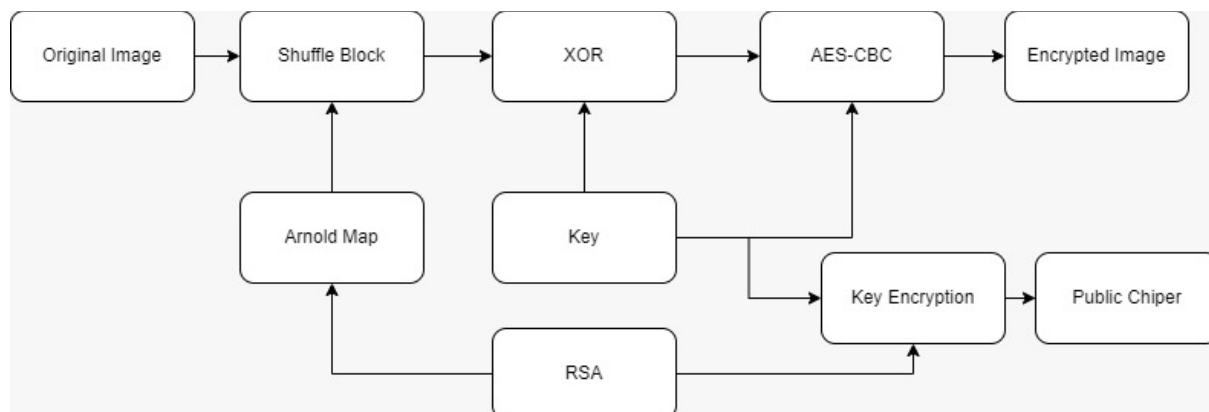 Original Image
Shuffle Block
XOR
AES-CBC
Encrypted Image
Arnold Map
Key
Key Encryption
Public Chiper
RSA